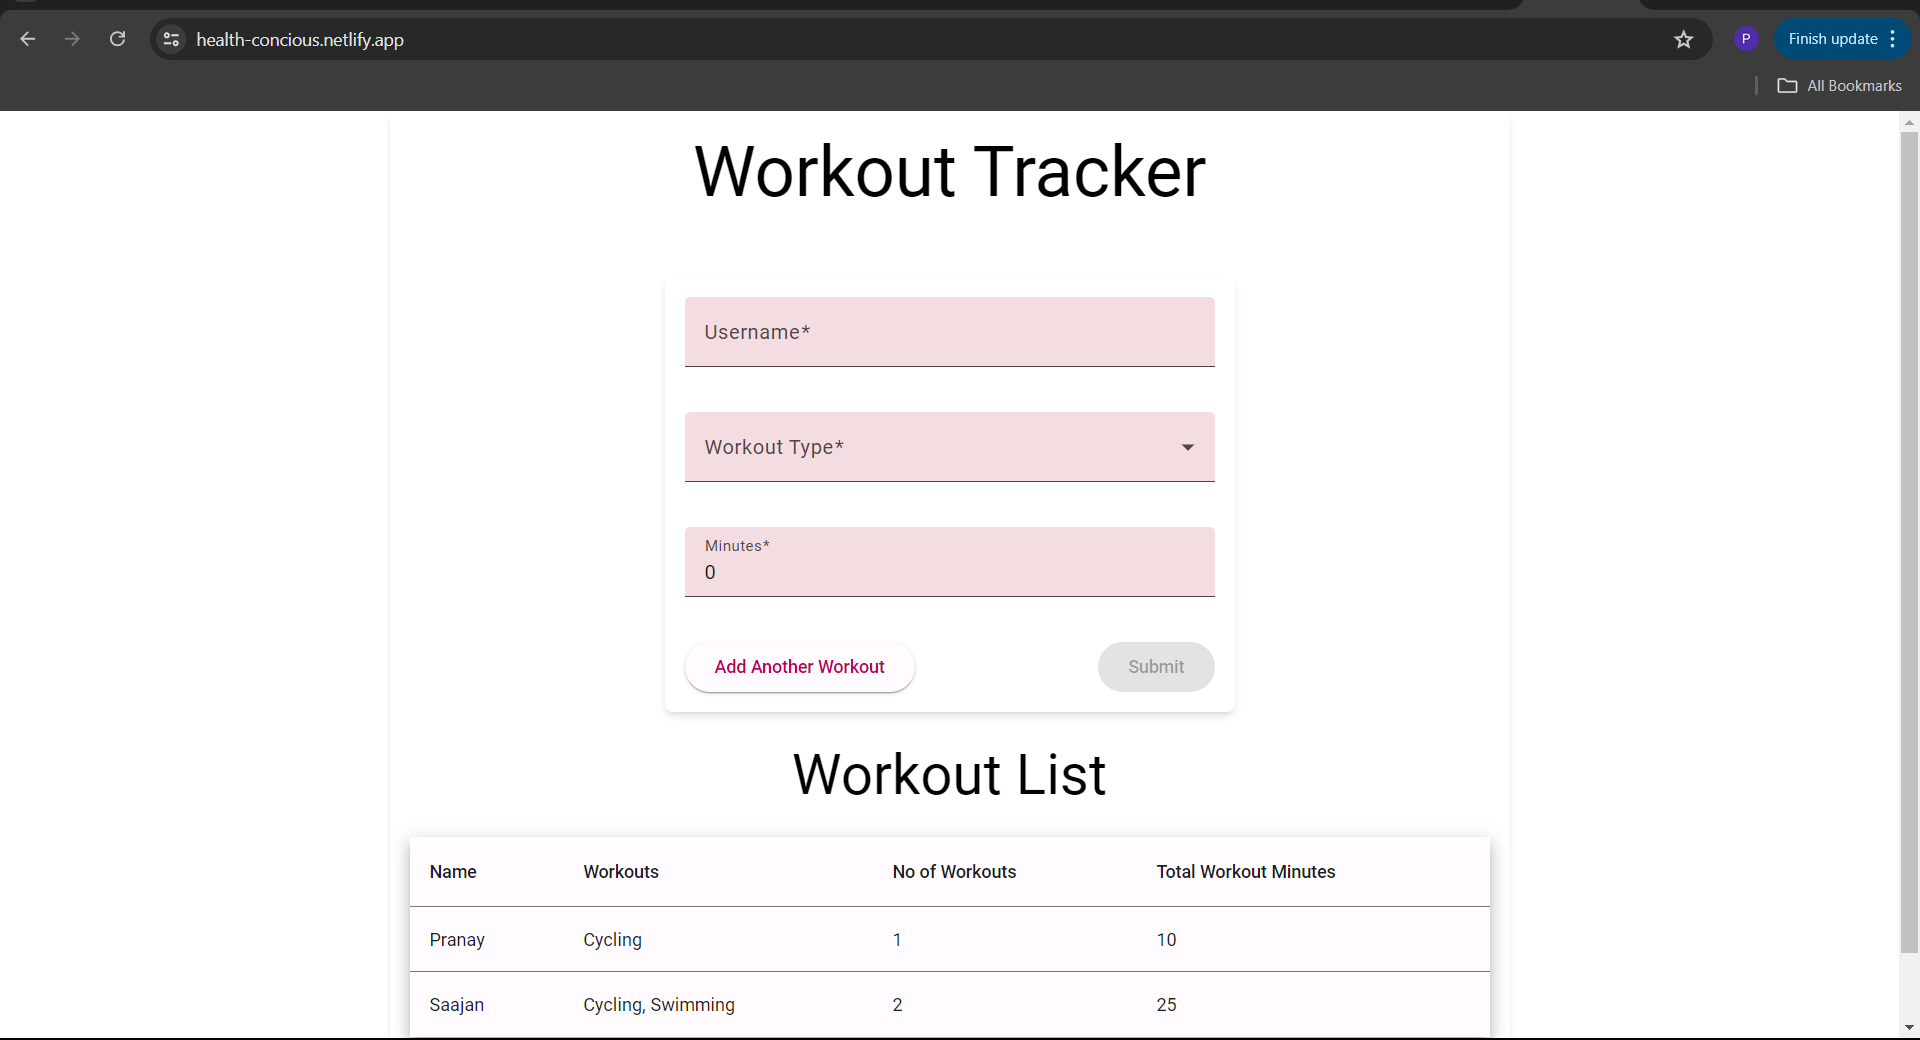 health-concious.netlify.app
P
Finish update
All Bookmarks
Workout Tracker
Username*
Workout Type*
Minutes*
0
Add Another Workout Submit
Workout List
Name Workouts No of Workouts Total Workout Minutes
Pranay Cycling 1 10
Saajan Cycling, Swimming 2 25